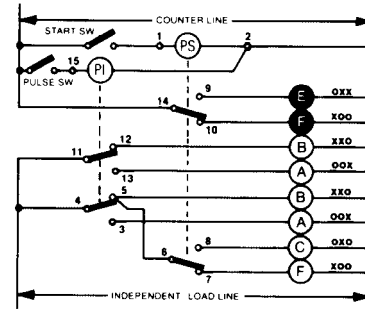 COUNTER LINE
START SW
1
PS
2
PULSE SW
15
PI
9
E
OXX
14
10
F
XOO
12
B
XXO
11
13
A
OOX
5
B
XXO
4
3
A
OOX
8
C
OXO
6
7
F
XOO
INDEPENDENT LOAD LINE